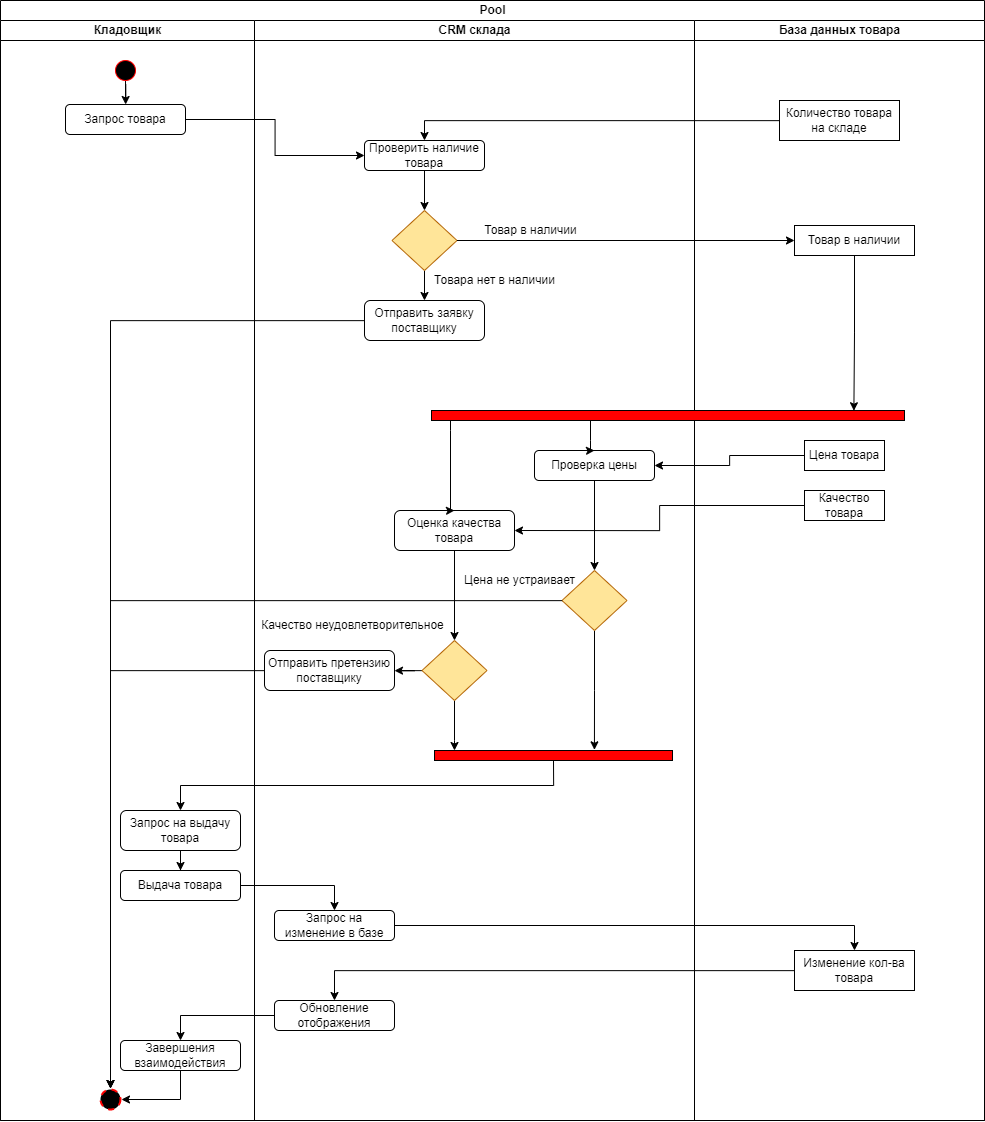 Pool
Кладовщик
CRM склада
База данных товара
Запрос товара
Количество товара
на складе
Проверить наличие
товара
Товар в наличии
Товар в наличии
Товара нет в наличии
Отправить заявку
поставщику
Проверка цены
Цена товара
Качество
товара
Оценка качества
товара
Цена не устраивает
Качество неудовлетворительное
Отправить претензию
поставщику
Запрос на выдачу
товара
Выдача товара
Запрос на
изменение в базе
Изменение кол-ва
товара
Обновление
отображения
Завершения
взаимодействия